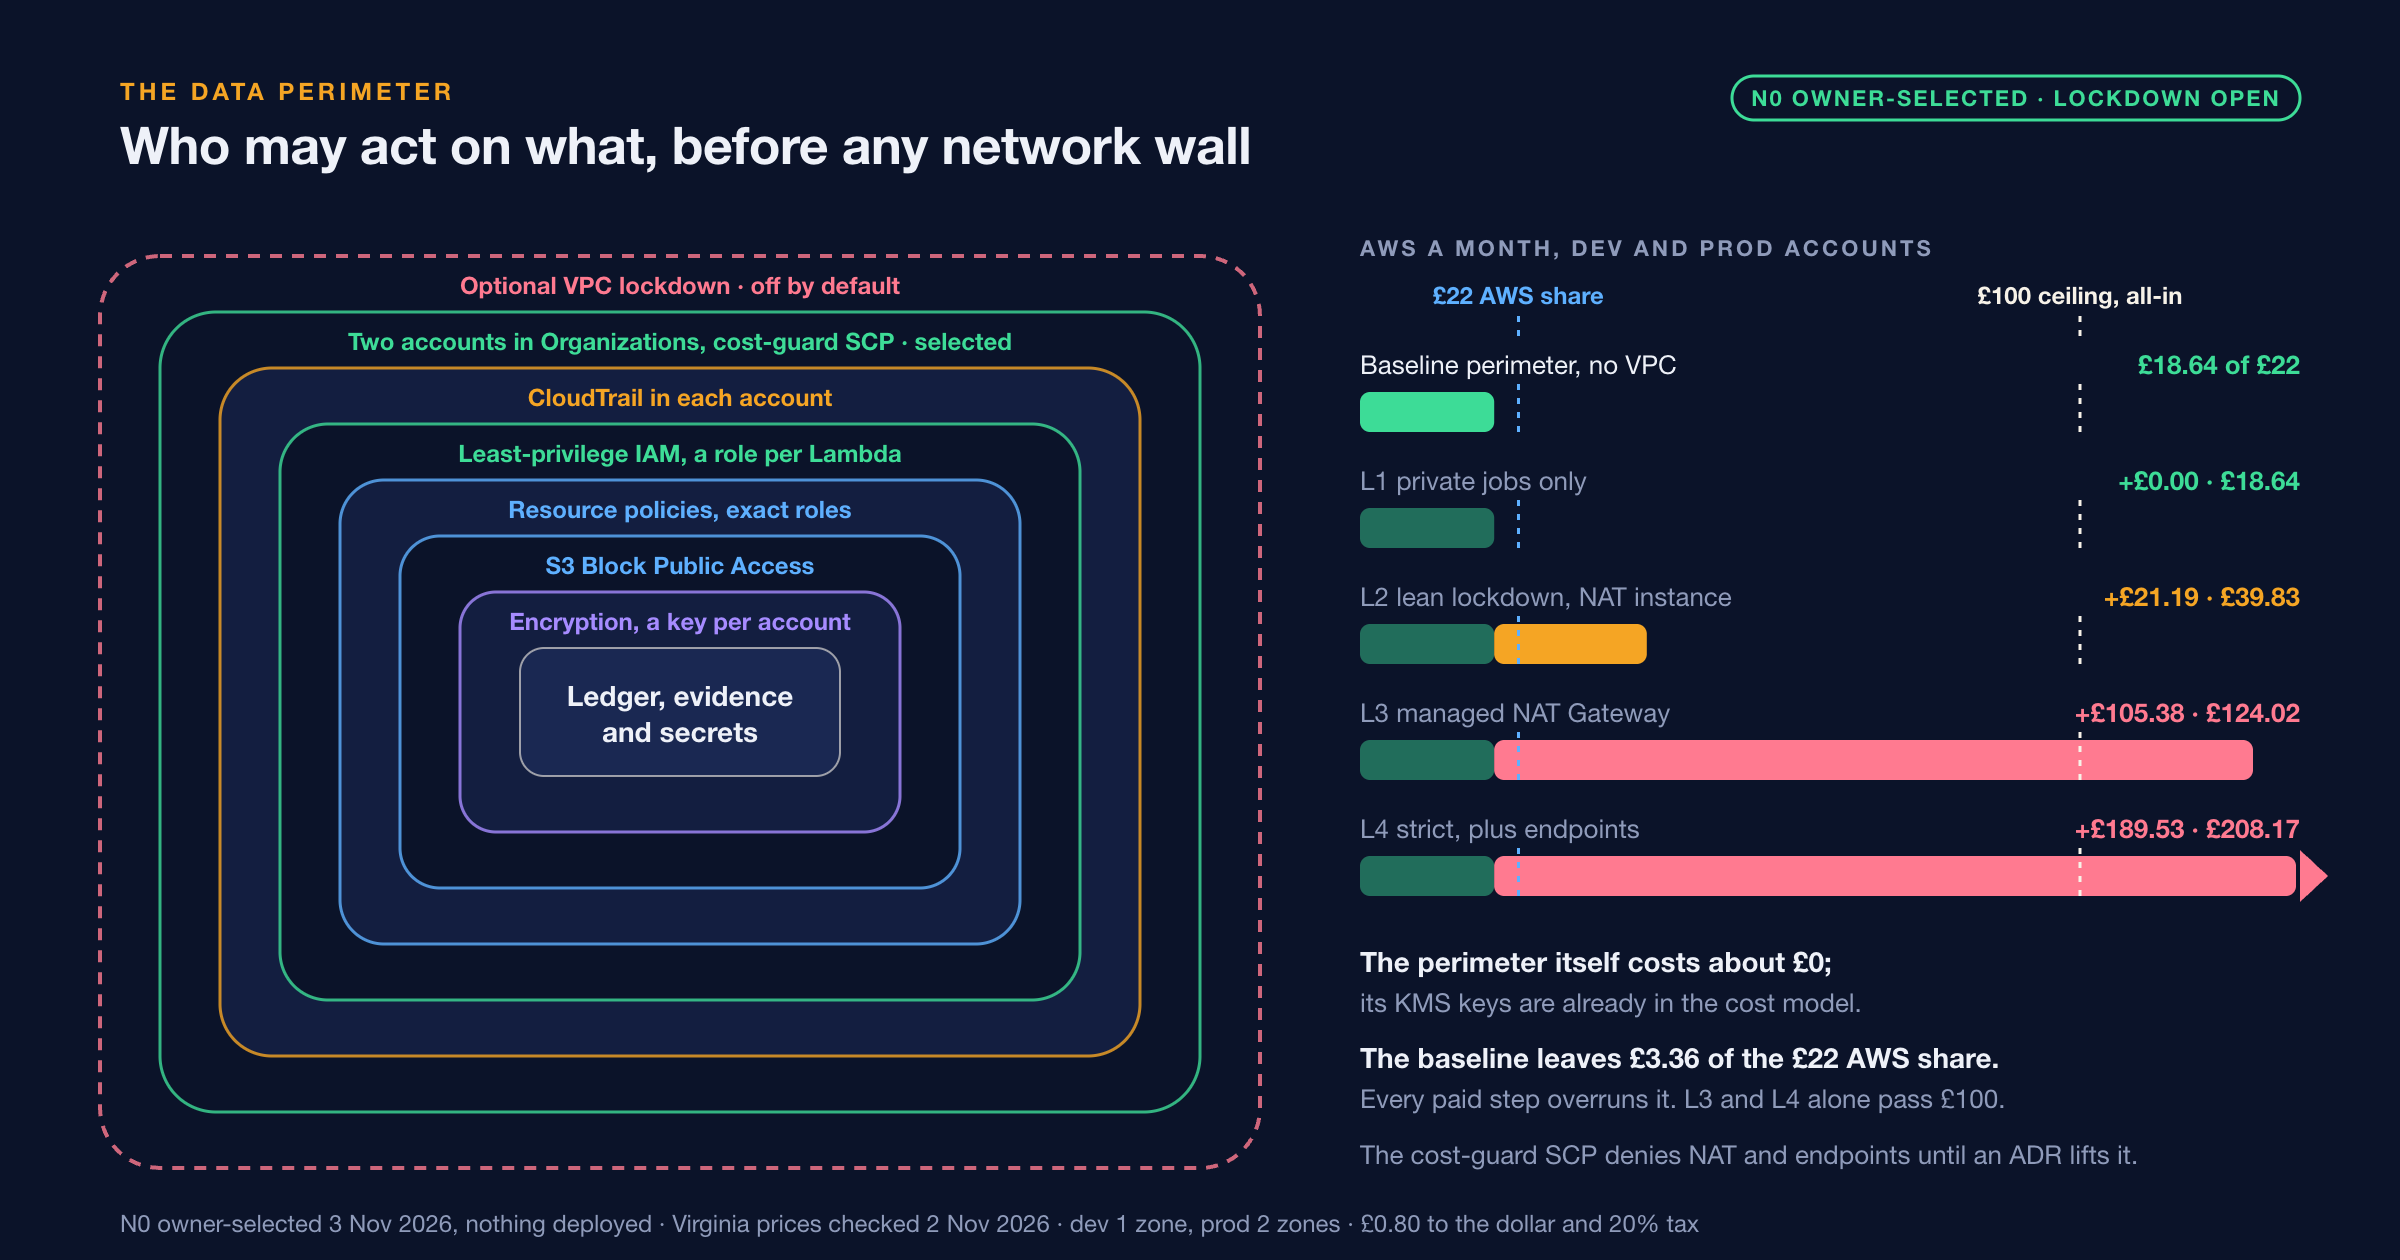 THE DATA PERIMETER
Who may act on what, before any network wall
N0 OWNER-SELECTED · LOCKDOWN OPEN
Optional VPC lockdown · off by default
Two accounts in Organizations, cost-guard SCP · selected
CloudTrail in each account
Least-privilege IAM, a role per Lambda
Resource policies, exact roles
S3 Block Public Access
Encryption, a key per account
Ledger, evidence
and secrets
AWS A MONTH, DEV AND PROD ACCOUNTS
£22 AWS share
£100 ceiling, all-in
Baseline perimeter, no VPC
£18.64 of £22
L1 private jobs only
+£0.00 · £18.64
L2 lean lockdown, NAT instance
+£21.19 · £39.83
L3 managed NAT Gateway
+£105.38 · £124.02
L4 strict, plus endpoints
+£189.53 · £208.17
The perimeter itself costs about £0;
its KMS keys are already in the cost model.
The baseline leaves £3.36 of the £22 AWS share.
Every paid step overruns it. L3 and L4 alone pass £100.
The cost-guard SCP denies NAT and endpoints until an ADR lifts it.
N0 owner-selected 3 Nov 2026, nothing deployed · Virginia prices checked 2 Nov 2026 · dev 1 zone, prod 2 zones · £0.80 to the dollar and 20% tax